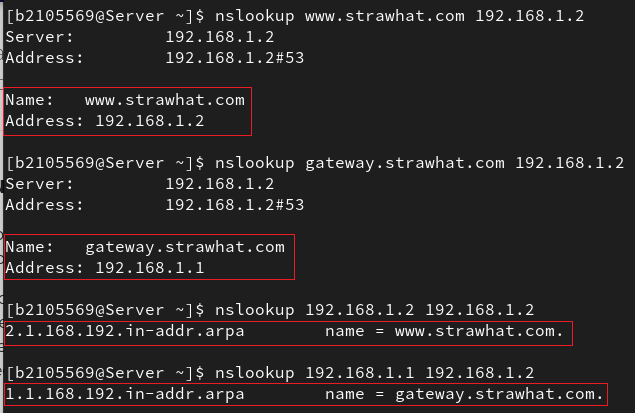 [b2105569@Server ~]$ nslookup www.strawhat.com 192.168.1.2
Server:         192.168.1.2
Address:        192.168.1.2#53
Name:   www.strawhat.com
Address: 192.168.1.2
[b2105569@Server ~]$ nslookup gateway.strawhat.com 192.168.1.2
Server:         192.168.1.2
Address:        192.168.1.2#53
Name:   gateway.strawhat.com
Address: 192.168.1.1
[b2105569@Server ~]$ nslookup 192.168.1.2 192.168.1.2
2.1.168.192.in-addr.arpa        name = www.strawhat.com.
[b2105569@Server ~]$ nslookup 192.168.1.1 192.168.1.2
1.1.168.192.in-addr.arpa        name = gateway.strawhat.com.